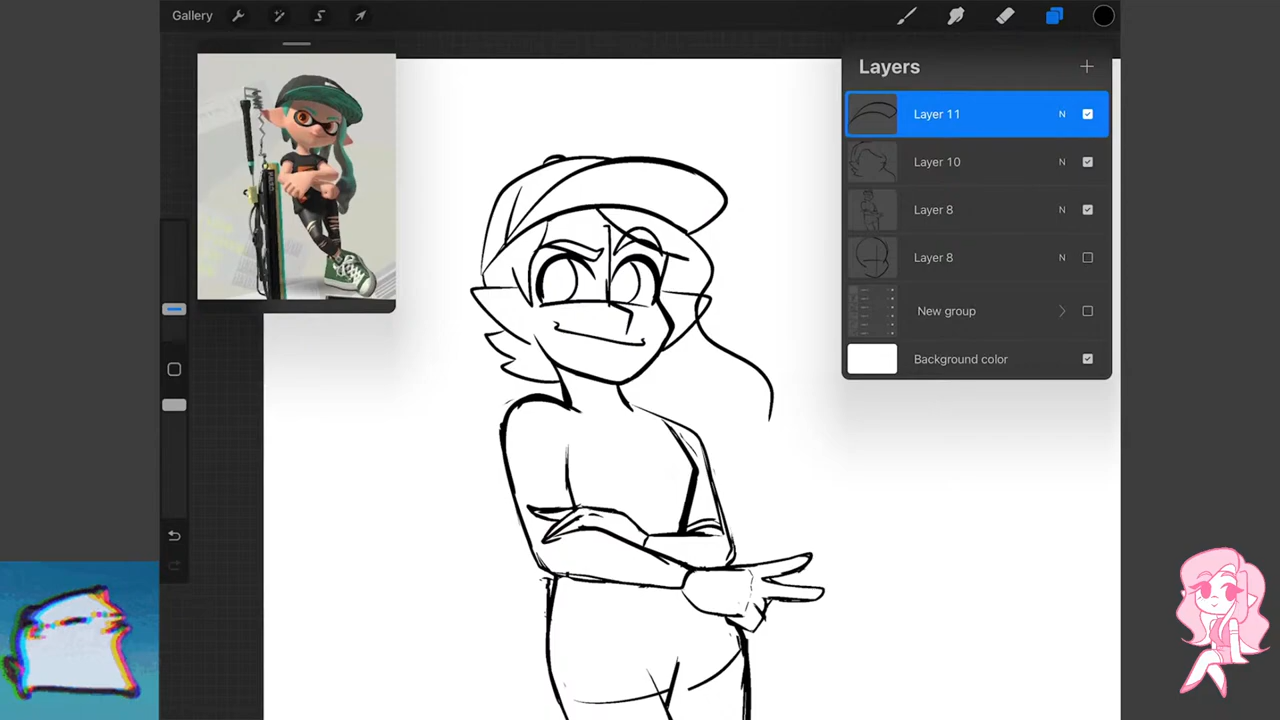 Gallery
Layers
Layer 11 N
Layer 10 N
Layer 8 N
Layer 8 N
New group
Background color